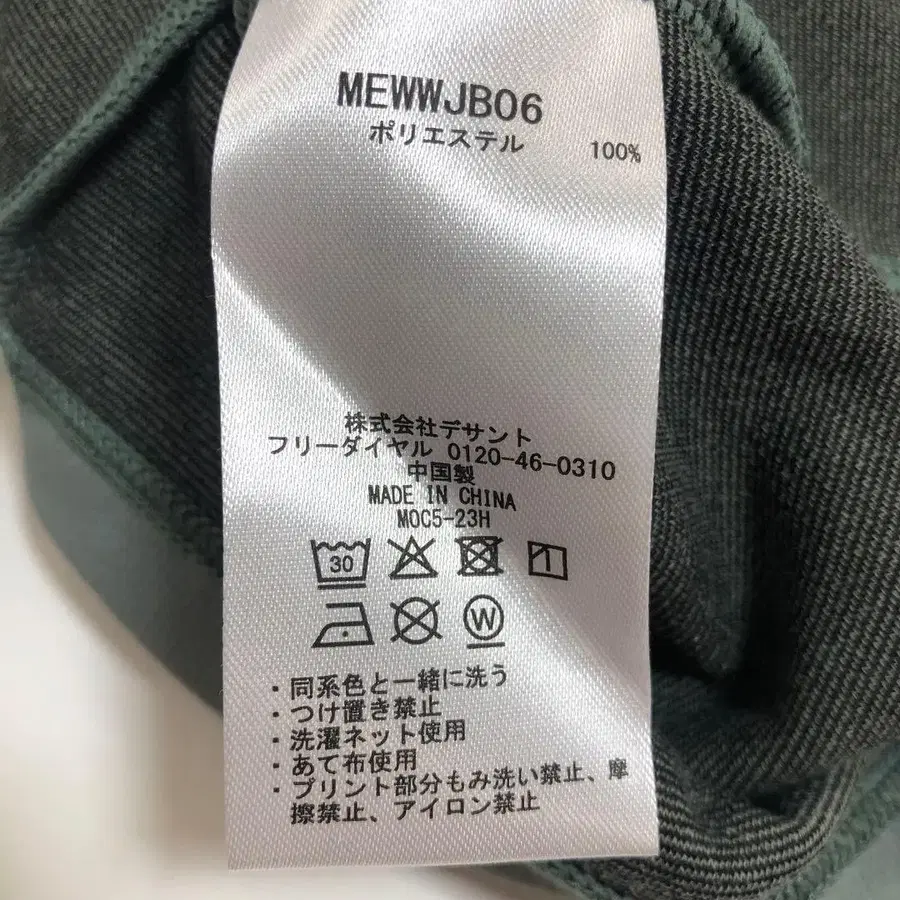 MEWWJB06
ポリエステル 100%
株式会社デサント
フリーダイヤル 0120-46-0310
中国製
MADE IN CHINA
MOC5-23H
30
W
・同系色と一緒に洗う
・つけ置き禁止
・洗濯ネット使用
・あて布使用
・プリント部分もみ洗い禁止、摩
擦禁止、アイロン禁止